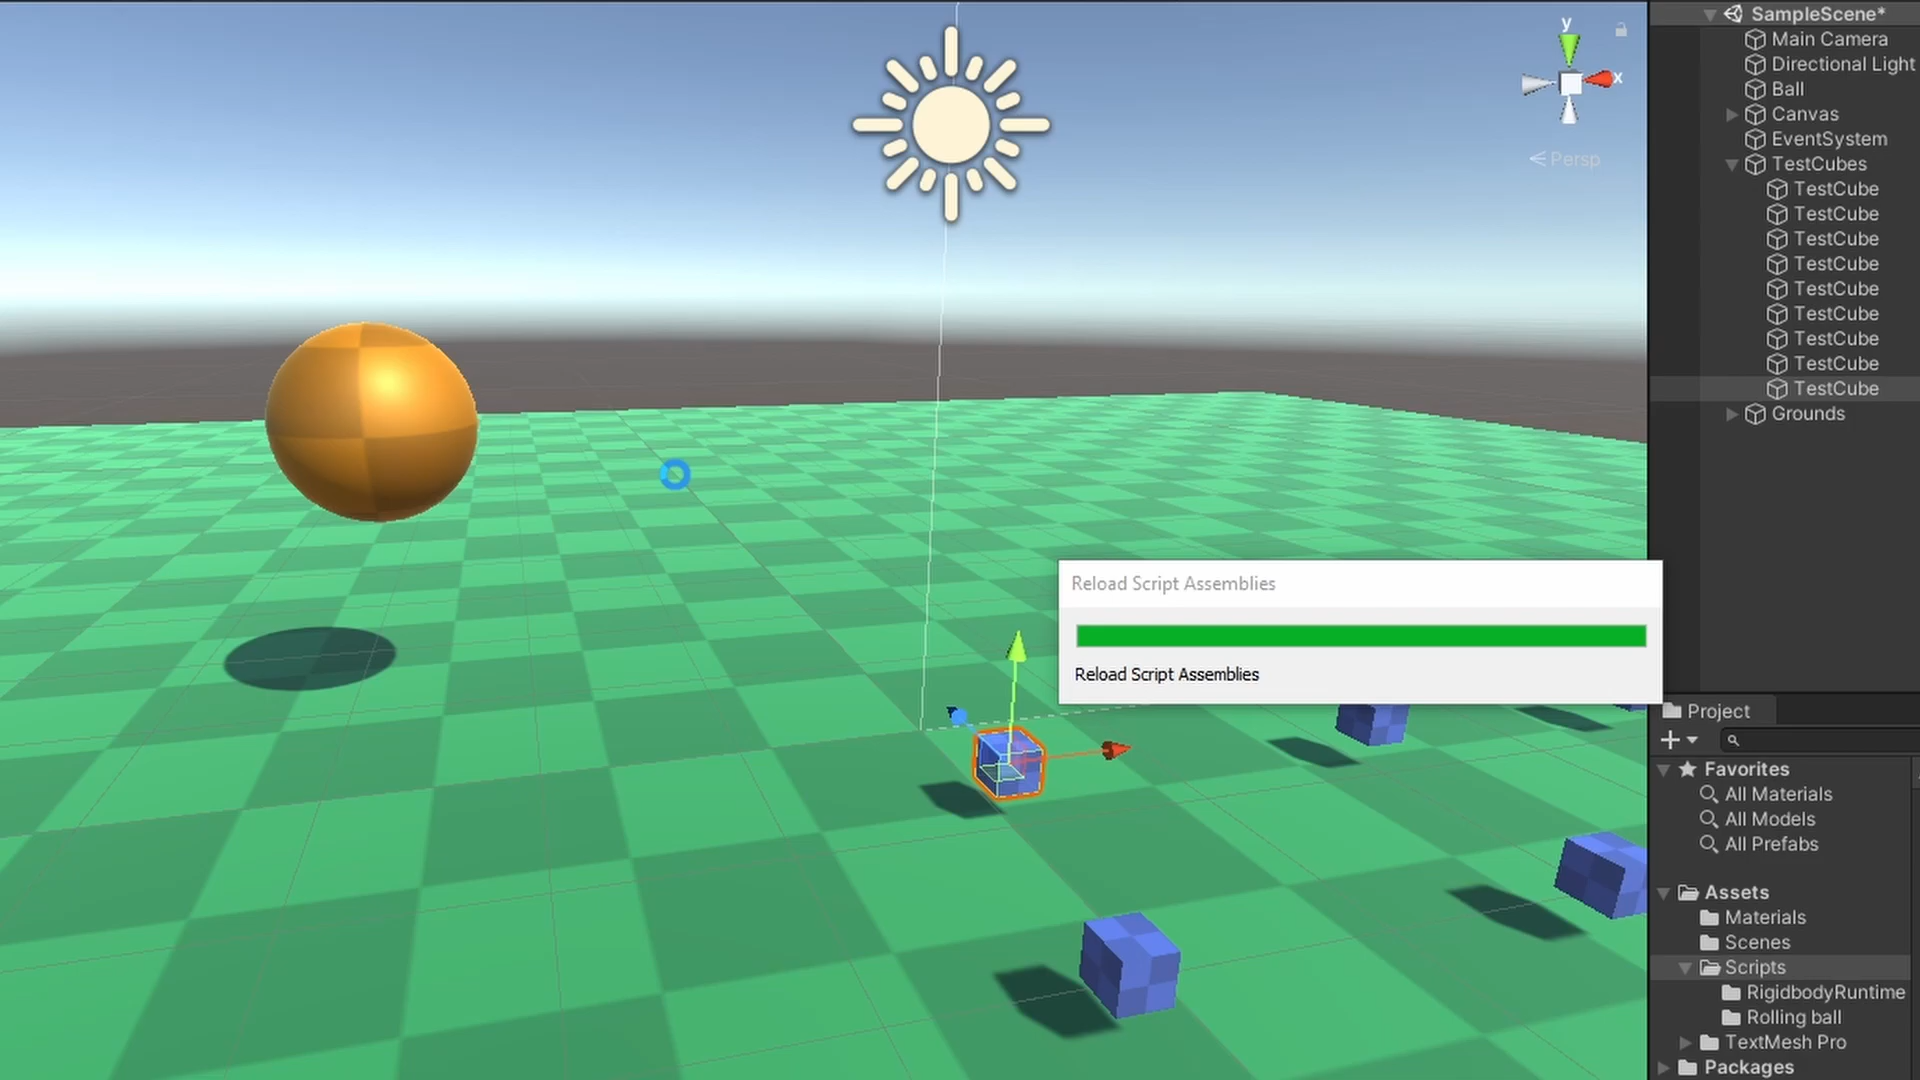 y
x
Persp
SampleScene*
Main Camera
Directional Light
Ball
Canvas
EventSystem
TestCubes
TestCube
TestCube
TestCube
TestCube
TestCube
TestCube
TestCube
TestCube
TestCube
Grounds
Reload Script Assemblies
Reload Script Assemblies
Project
Favorites
All Materials
All Models
All Prefabs
Assets
Materials
Scenes
Scripts
RigidbodyRuntime
Rolling ball
TextMesh Pro
Packages